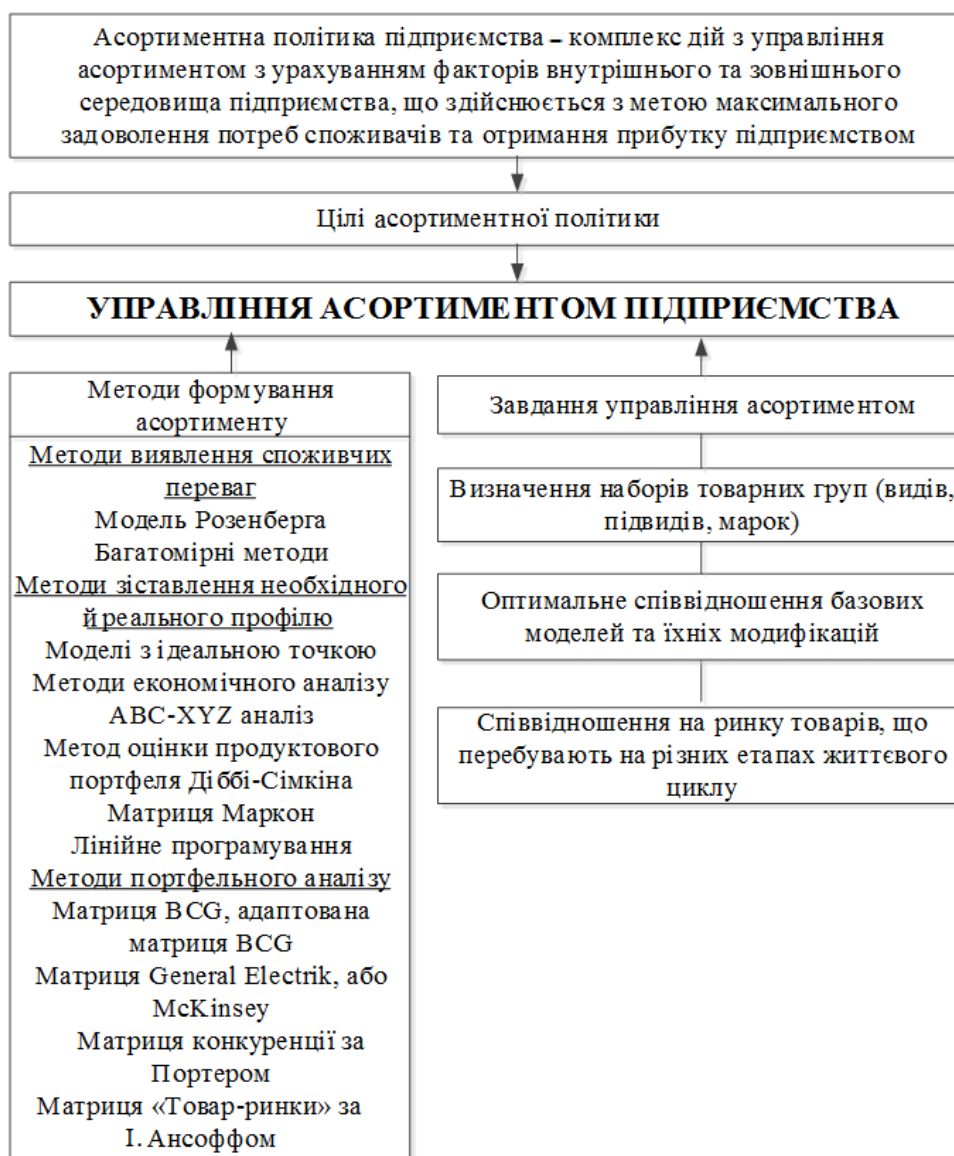 Асортиментна політика підприємства – комплекс дій з управління
асортиментом з урахуванням факторів внутрішнього та зовнішнього
середовища підприємства, що здійснюється з метою максимального
задоволення потреб споживачів та отримання прибутку підприємством
Цілі асортиментної політики
УПРАВЛІННЯ АСОРТИМЕНТОМ ПІДПРИЄМСТВА
Методи формування
асортименту
Методи виявлення споживчих
переваг
Модель Розенберга
Багатомірні методи
Методи зіставлення необхідного
й реального профілю
Моделі з ідеальною точкою
Методи економічного аналізу
АВС-XYZ аналіз
Метод оцінки продуктового
портфеля Діббі-Сімкіна
Матриця Маркон
Лінійне програмування
Методи портфельного аналізу
Матриця BCG, адаптована
матриця BCG
Матриця General Electrik, або
McKinsey
Матриця конкуренції за
Портером
Матриця «Товар-ринки» за
І. Ансоффом
Завдання управління асортиментом
Визначення наборів товарних груп (видів,
підвидів, марок)
Оптимальне співвідношення базових
моделей та їхніх модифікацій
Співвідношення на ринку товарів, що
перебувають на різних етапах життєвого
циклу